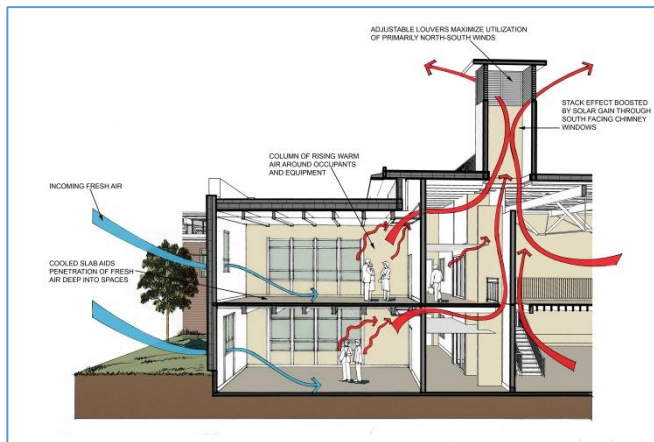 ADJUSTABLE LOUVERS MAXIMIZE UTILIZATION
OF PRIMARILY NORTH-SOUTH WINDS
STACK EFFECT BOOSTED
BY SOLAR GAIN THROUGH
SOUTH FACING CHIMNEY
WINDOWS
COLUMN OF RISING WARM
AIR AROUND OCCUPANTS
AND EQUIPMENT
INCOMING FRESH AIR
COOLED SLAB AIDS
PENETRATION OF FRESH
AIR DEEP INTO SPACES